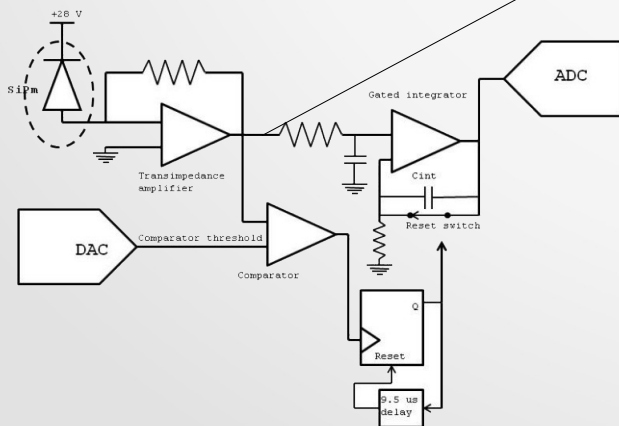 +28 V
SiPm
ADC
Gated integrator
Transimpedance
amplifier
Cint
Reset switch
DAC
Comparator threshold
Comparator
Q
Reset
9.5 us
delay